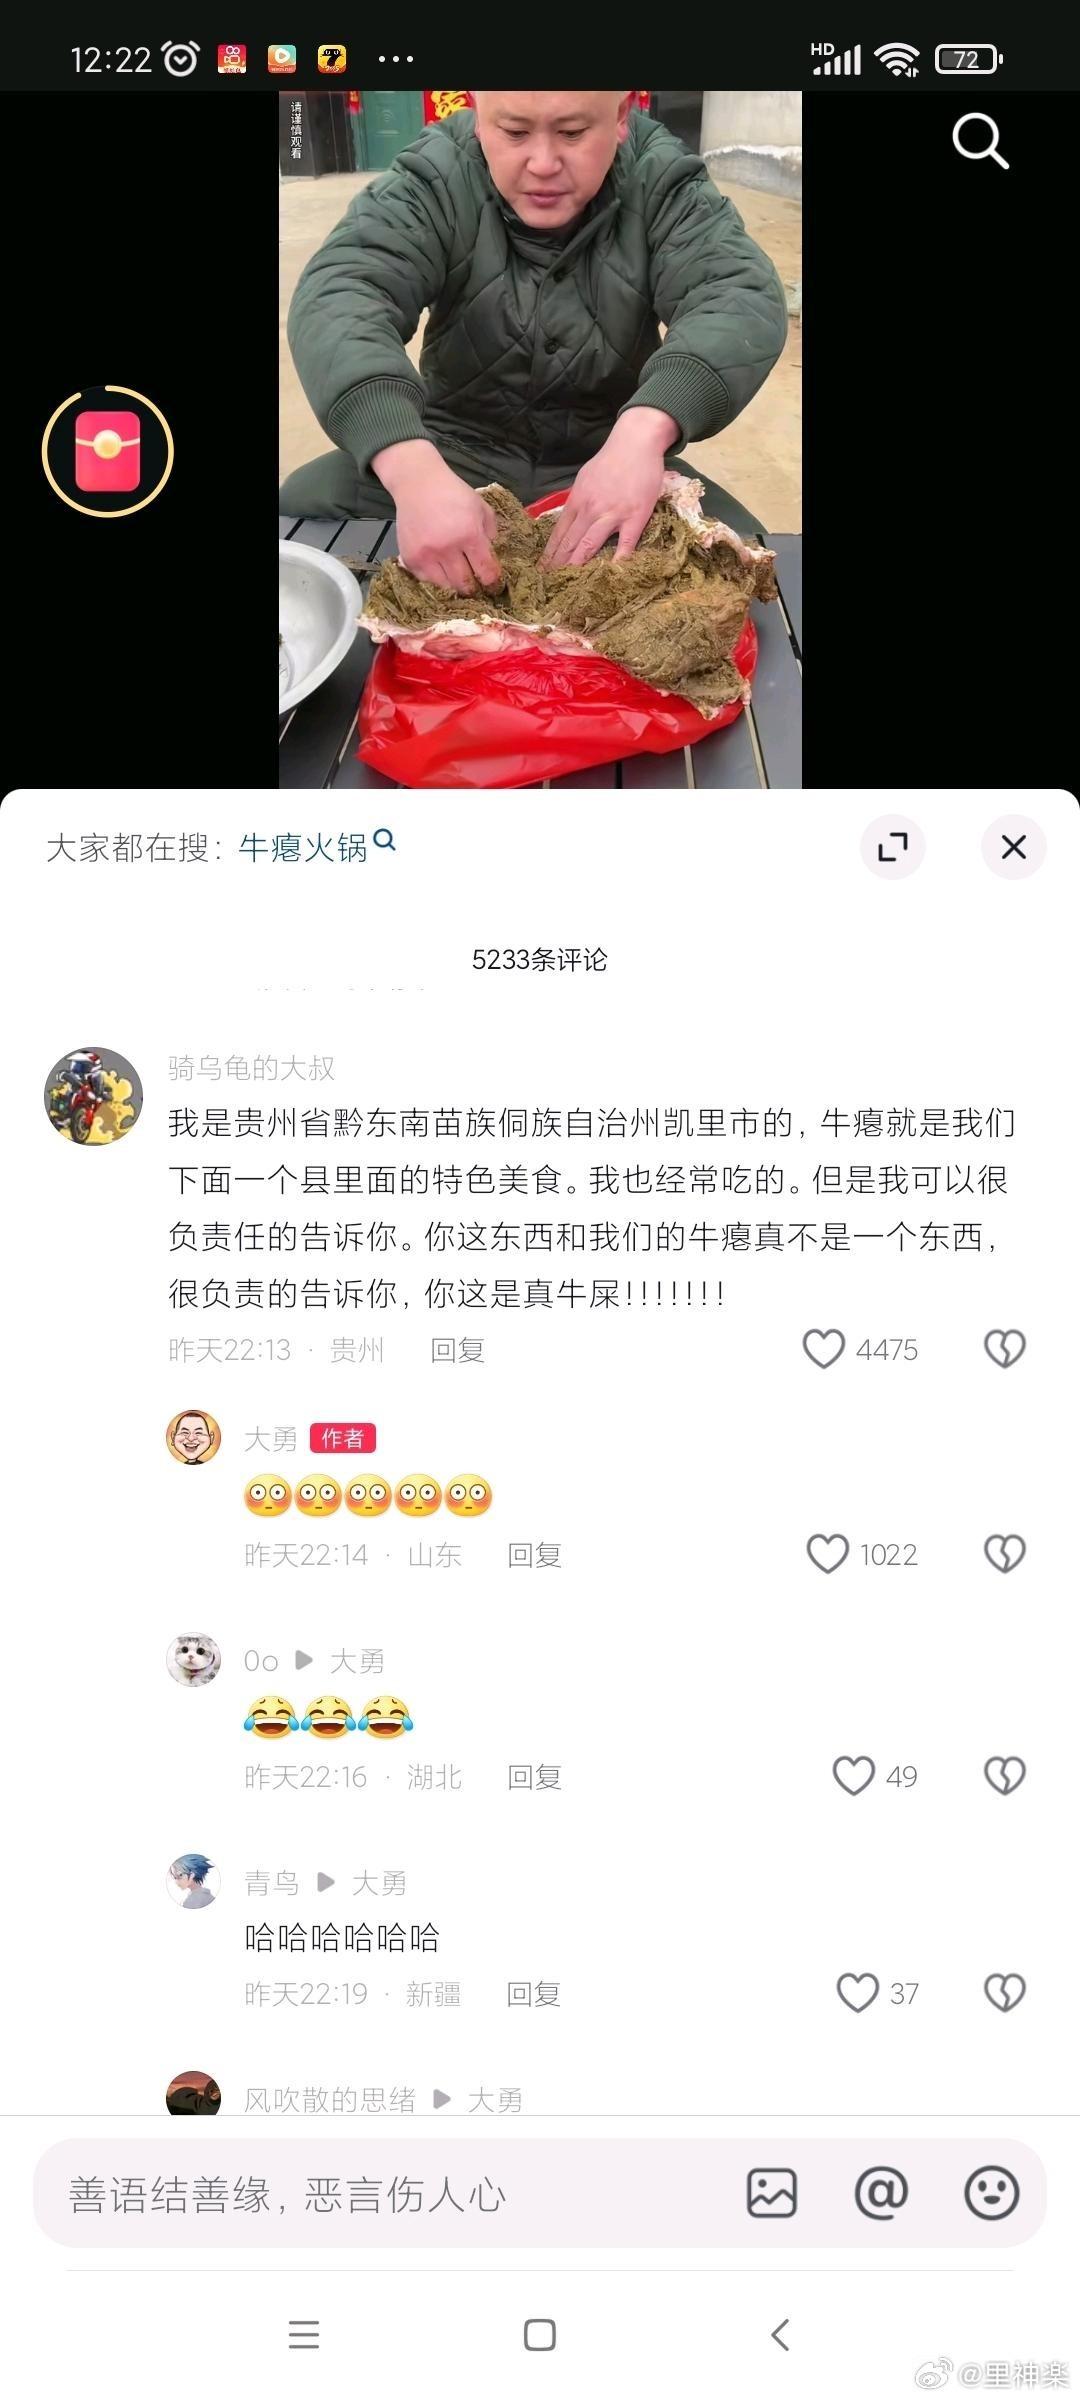 12:22
HD
72
请谨慎观看
大家都在搜：牛瘪火锅
5233条评论
骑乌龟的大叔
我是贵州省黔东南苗族侗族自治州凯里市的，牛瘪就是我们
下面一个县里面的特色美食。我也经常吃的。但是我可以很
负责任的告诉你。你这东西和我们的牛瘪真不是一个东西，
很负责的告诉你，你这是真牛屎!!!!!!!
昨天22:13 · 贵州 回复 4475
大勇 作者
昨天22:14 · 山东 回复 1022
0o ▶ 大勇
昨天22:16 · 湖北 回复 49
青鸟 ▶ 大勇
哈哈哈哈哈哈
昨天22:19 · 新疆 回复 37
风吹散的思绪 ▶ 大勇
善语结善缘，恶言伤人心
@里神楽